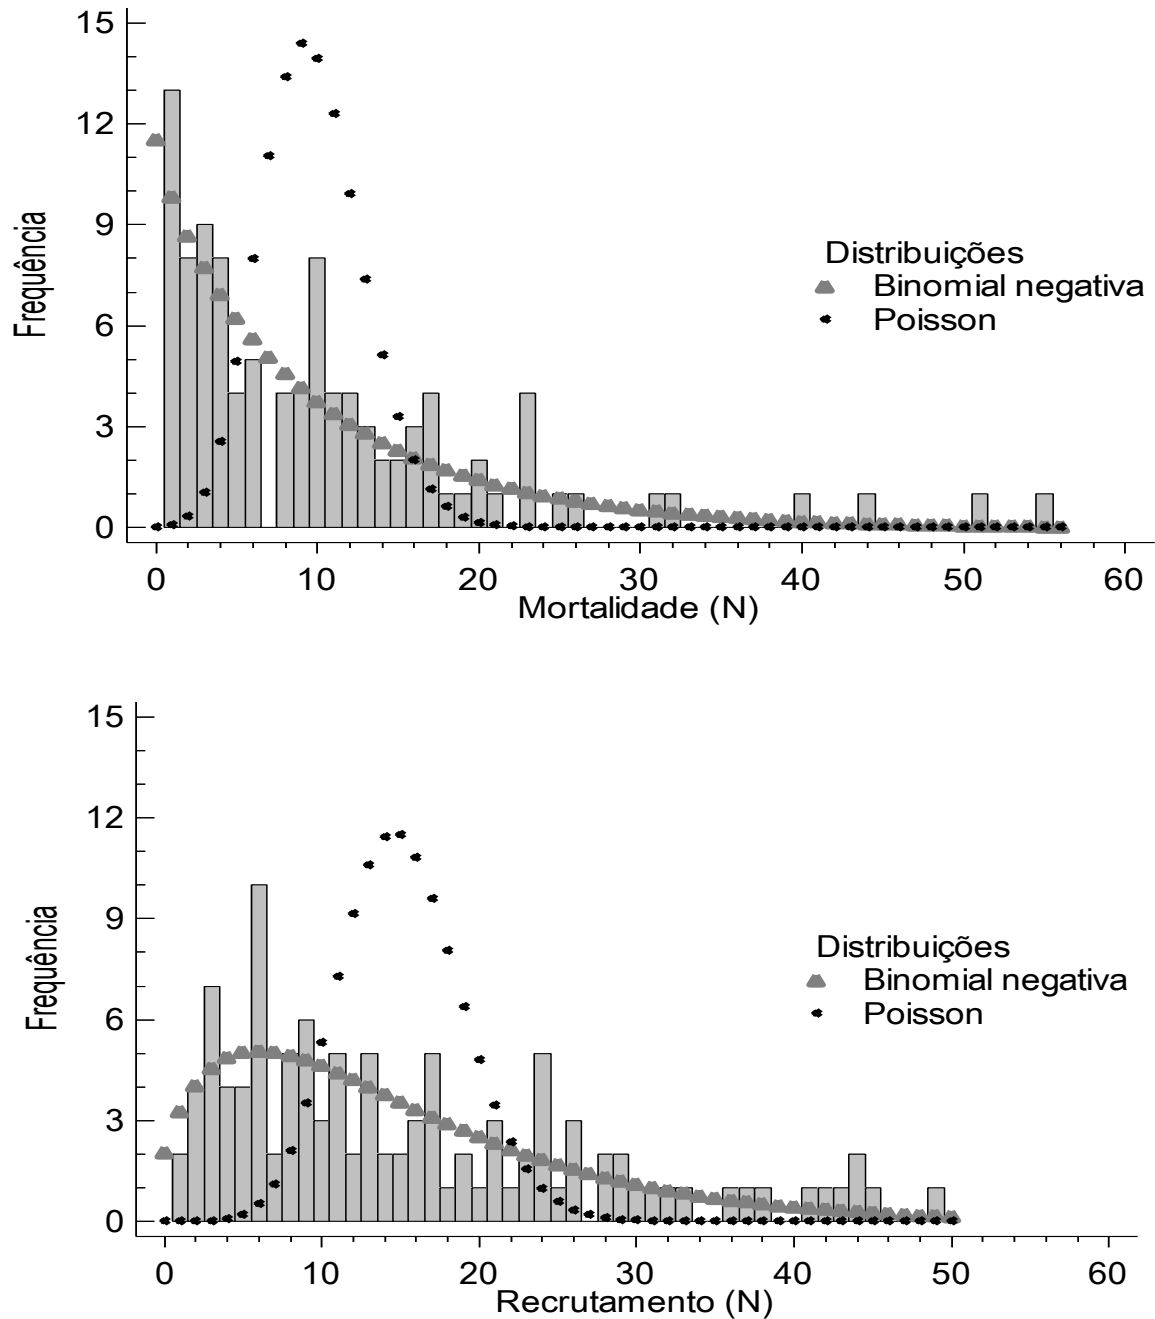 15
12
9
6
3
0
Frequência
Distribuições
Binomial negativa
Poisson
0 10 20 30 40 50 60
Mortalidade (N)
15
12
9
6
3
0
Frequência
Distribuições
Binomial negativa
Poisson
0 10 20 30 40 50 60
Recrutamento (N)